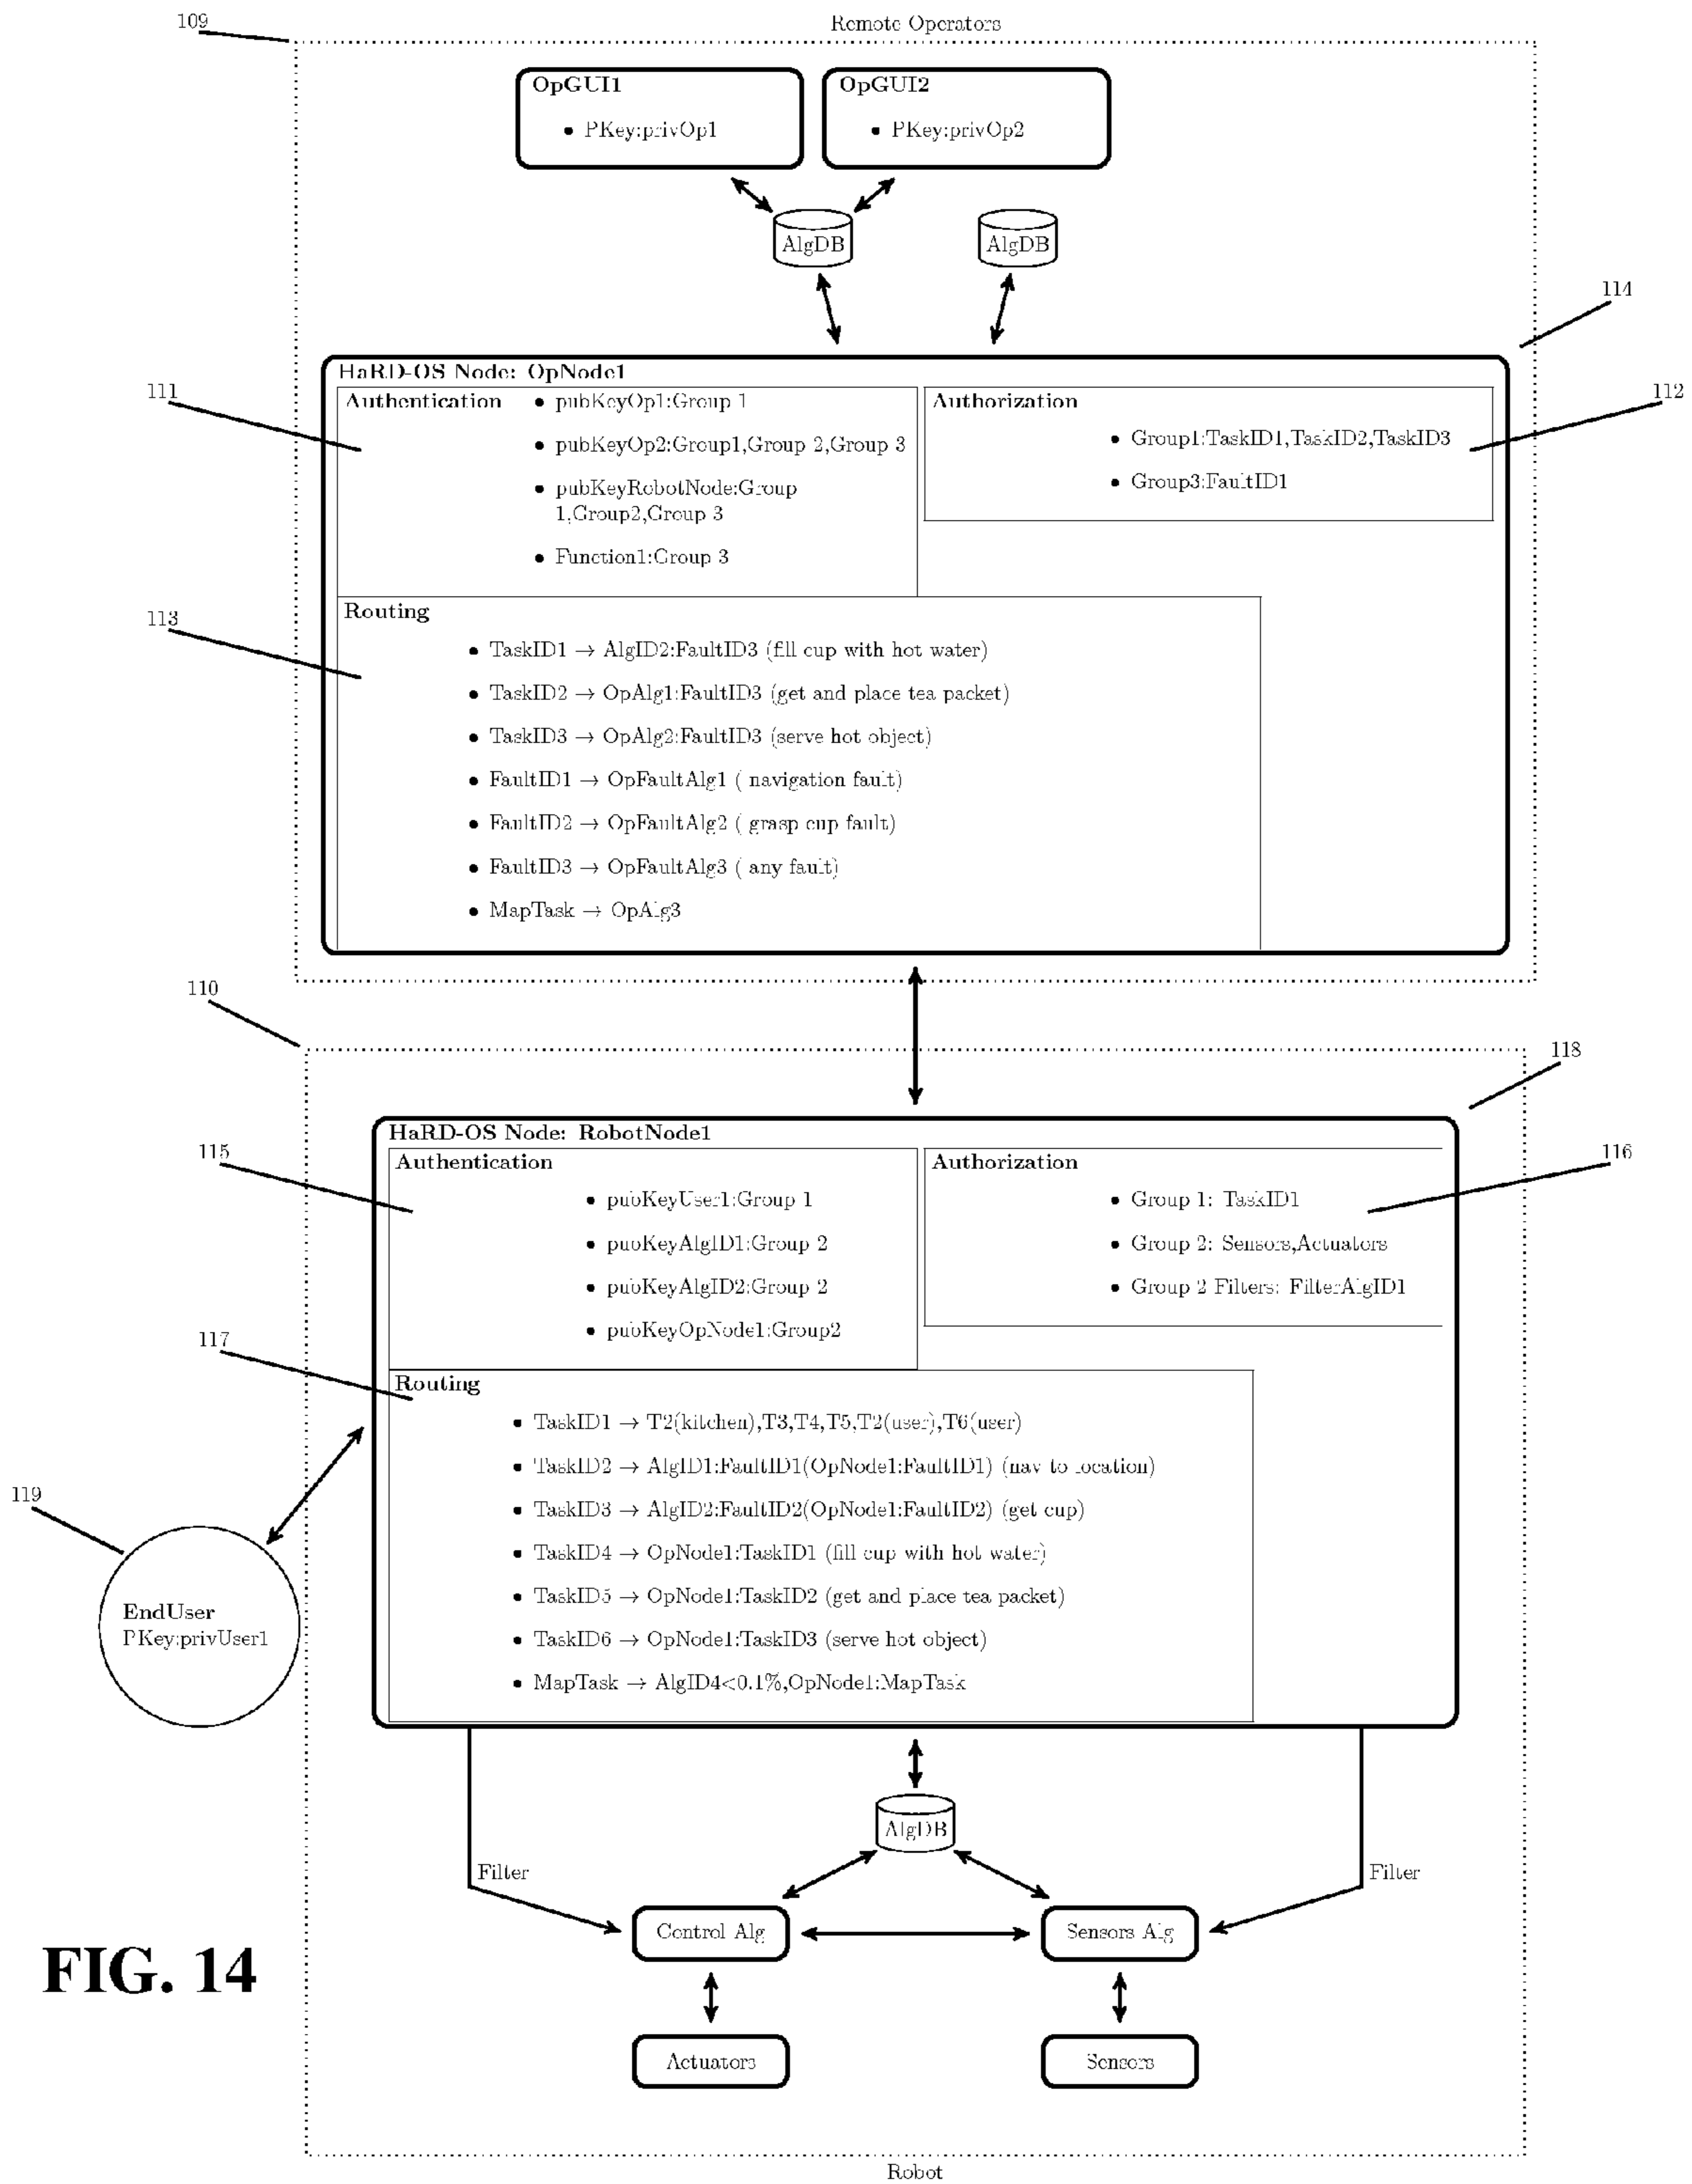 109
Remote Operators
OpGUI1
• PKey:privOp1
OpGUI2
• PKey:privOp2
AlgDB
AlgDB
114
HaRD-OS Node: OpNode1
111
Authentication
• pubKeyOp1:Group 1
• pubKeyOp2:Group1,Group 2,Group 3
• pubKeyRobotNode:Group
1,Group2,Group 3
• Function1:Group 3
Authorization
112
• Group1:TaskID1,TaskID2,TaskID3
• Group3:FaultID1
113
Routing
• TaskID1 → AlgID2:FaultID3 (fill cup with hot water)
• TaskID2 → OpAlg1:FaultID3 (get and place tea packet)
• TaskID3 → OpAlg2:FaultID3 (serve hot object)
• FaultID1 → OpFaultAlg1 ( navigation fault)
• FaultID2 → OpFaultAlg2 ( grasp cup fault)
• FaultID3 → OpFaultAlg3 ( any fault)
• MapTask → OpAlg3
110
118
HaRD-OS Node: RobotNode1
115
Authentication
• pubKeyUser1:Group 1
• pubKeyAlgID1:Group 2
• pubKeyAlgID2:Group 2
• pubKeyOpNode1:Group2
Authorization
116
• Group 1: TaskID1
• Group 2: Sensors,Actuators
• Group 2 Filters: FilterAlgID1
117
Routing
• TaskID1 → T2(kitchen),T3,T4,T5,T2(user),T6(user)
• TaskID2 → AlgID1:FaultID1(OpNode1:FaultID1) (nav to location)
• TaskID3 → AlgID2:FaultID2(OpNode1:FaultID2) (get cup)
• TaskID4 → OpNode1:TaskID1 (fill cup with hot water)
• TaskID5 → OpNode1:TaskID2 (get and place tea packet)
• TaskID6 → OpNode1:TaskID3 (serve hot object)
• MapTask → AlgID4<0.1%,OpNode1:MapTask
119
EndUser
PKey:privUser1
AlgDB
Filter
Filter
Control Alg
Sensors Alg
FIG. 14
Actuators
Sensors
Robot